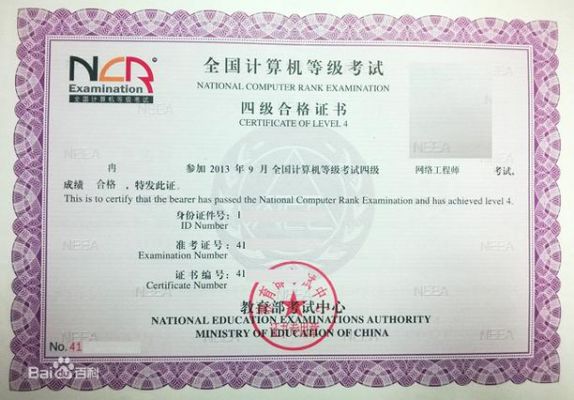 NCR
Examination
全国计算机等级考试
全国计算机等级考试
NATIONAL COMPUTER RANK EXAMINATION
四级合格证书
CERTIFICATE OF LEVEL 4
冉 参加 2013 年 9 月 全国计算机等级考试四级 网络工程师 考试,
成绩 合格 , 特发此证。
This is to certify that the bearer has passed the National Computer Rank Examination and has achieved level 4.
身份证件号: 1
ID Number
准考证号: 41
Examination Number
证书编号: 41
Certificate Number
教育部考试中心
NATIONAL EDUCATION EXAMINATIONS AUTHORITY
MINISTRY OF EDUCATION OF CHINA
No. 41
Bai百科
NEEA
NEEA
NEEA
NEEA
NEEA